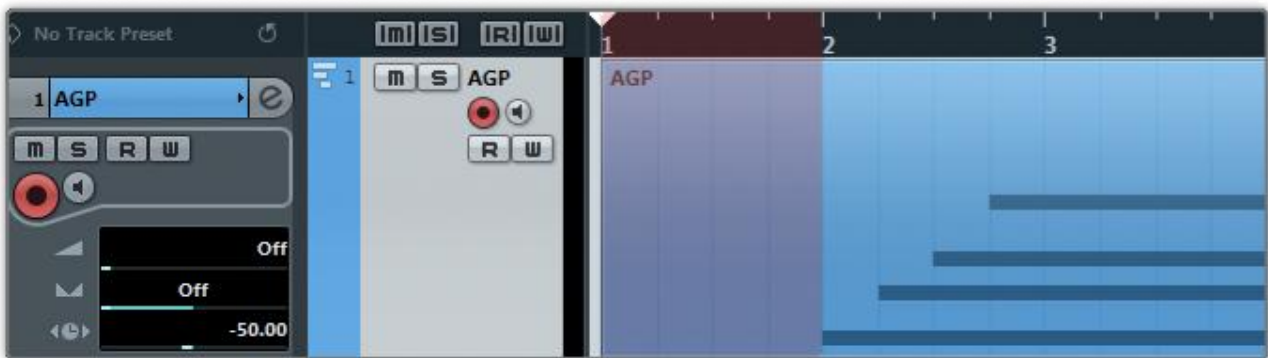 No Track Preset
M S R W
1 2 3
1 AGP e
1 M S AGP
AGP
R W
M S R W
Off
Off
-50.00